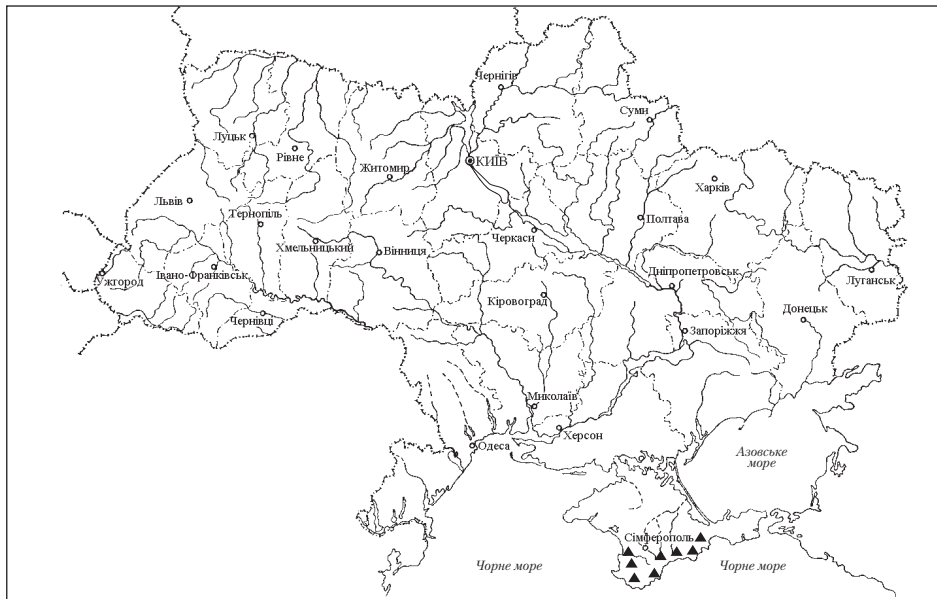 Чернігів
Суми
Луцьк
Рівне
КИЇВ
Житомир
Харків
Львів
Тернопіль
Полтава
Хмельницький
Вінниця
Черкаси
Івано-Франківськ
Ужгород
Дніпропетровськ
Луганськ
Кіровоград
Донецьк
Чернівці
Запоріжжя
Миколаїв
Херсон
Одеса
Азовське
море
Сімферополь
Чорне море
Чорне море